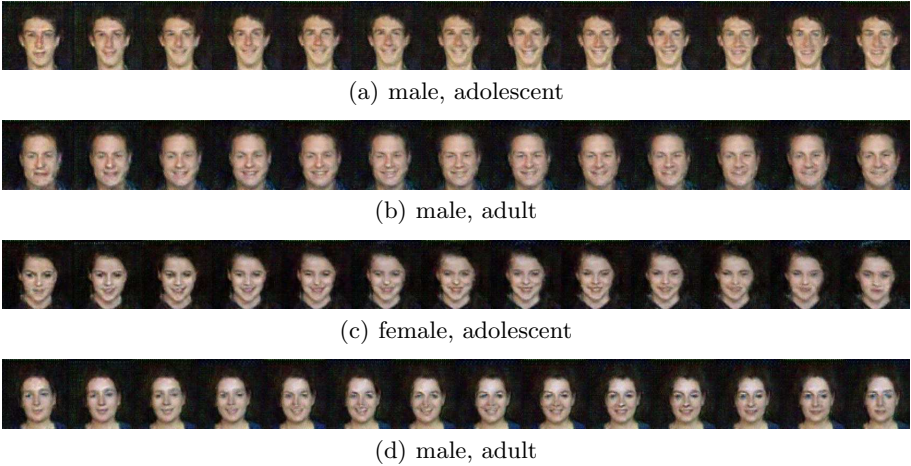 (a) male, adolescent
(b) male, adult
(c) female, adolescent
(d) male, adult